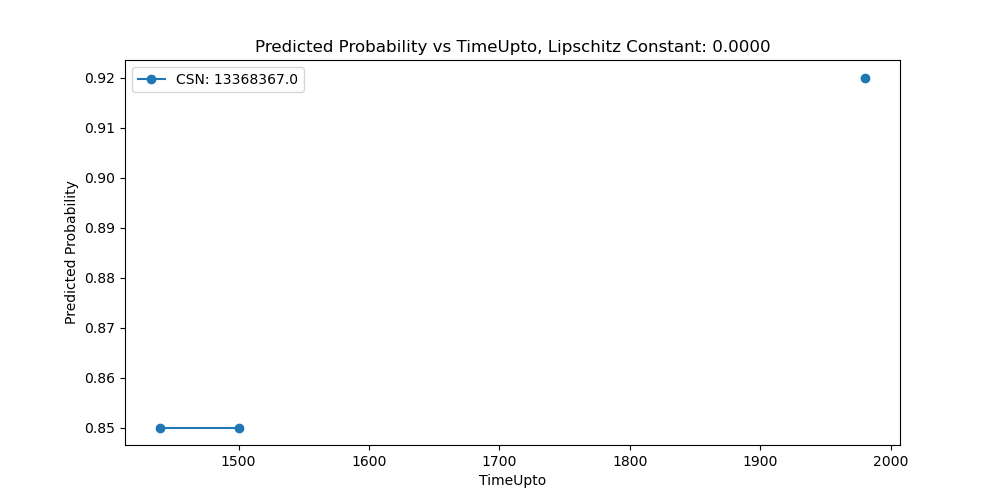 Predicted Probability vs TimeUpto, Lipschitz Constant: 0.0000
CSN: 13368367.0
Predicted Probability
0.92
0.91
0.90
0.89
0.88
0.87
0.86
0.85
1500 1600 1700 1800 1900 2000
TimeUpto